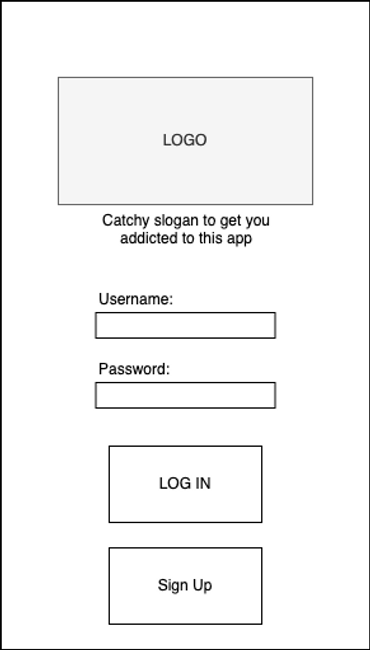 LOGO
Catchy slogan to get you
addicted to this app
Username:
Password:
LOG IN
Sign Up